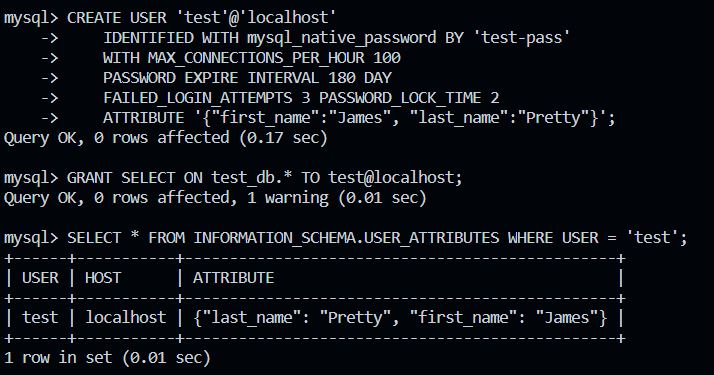 mysql> CREATE USER 'test'@'localhost'
    ->     IDENTIFIED WITH mysql_native_password BY 'test-pass'
    ->     WITH MAX_CONNECTIONS_PER_HOUR 100
    ->     PASSWORD EXPIRE INTERVAL 180 DAY
    ->     FAILED_LOGIN_ATTEMPTS 3 PASSWORD_LOCK_TIME 2
    ->     ATTRIBUTE '{"first_name":"James", "last_name":"Pretty"}';
Query OK, 0 rows affected (0.17 sec)

mysql> GRANT SELECT ON test_db.* TO test@localhost;
Query OK, 0 rows affected, 1 warning (0.01 sec)

mysql> SELECT * FROM INFORMATION_SCHEMA.USER_ATTRIBUTES WHERE USER = 'test';
+------+-----------+------------------------------------------------+
| USER | HOST      | ATTRIBUTE                                      |
+------+-----------+------------------------------------------------+
| test | localhost | {"last_name": "Pretty", "first_name": "James"} |
+------+-----------+------------------------------------------------+
1 row in set (0.01 sec)